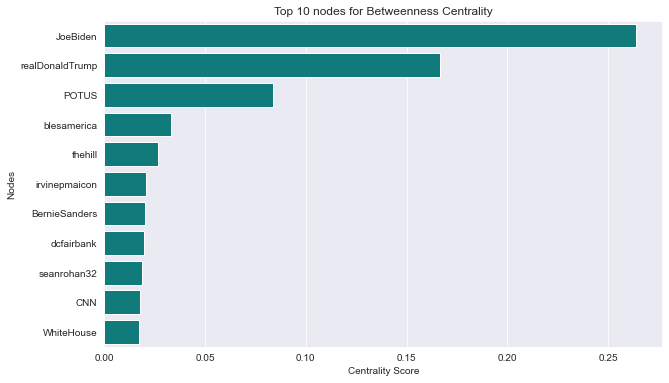 Top 10 nodes for Betweenness Centrality
Nodes
JoeBiden
realDonaldTrump
POTUS
blesamerica
thehill
irvinepmaicon
BernieSanders
dcfairbank
seanrohan32
CNN
WhiteHouse
0.00 0.05 0.10 0.15 0.20 0.25
Centrality Score